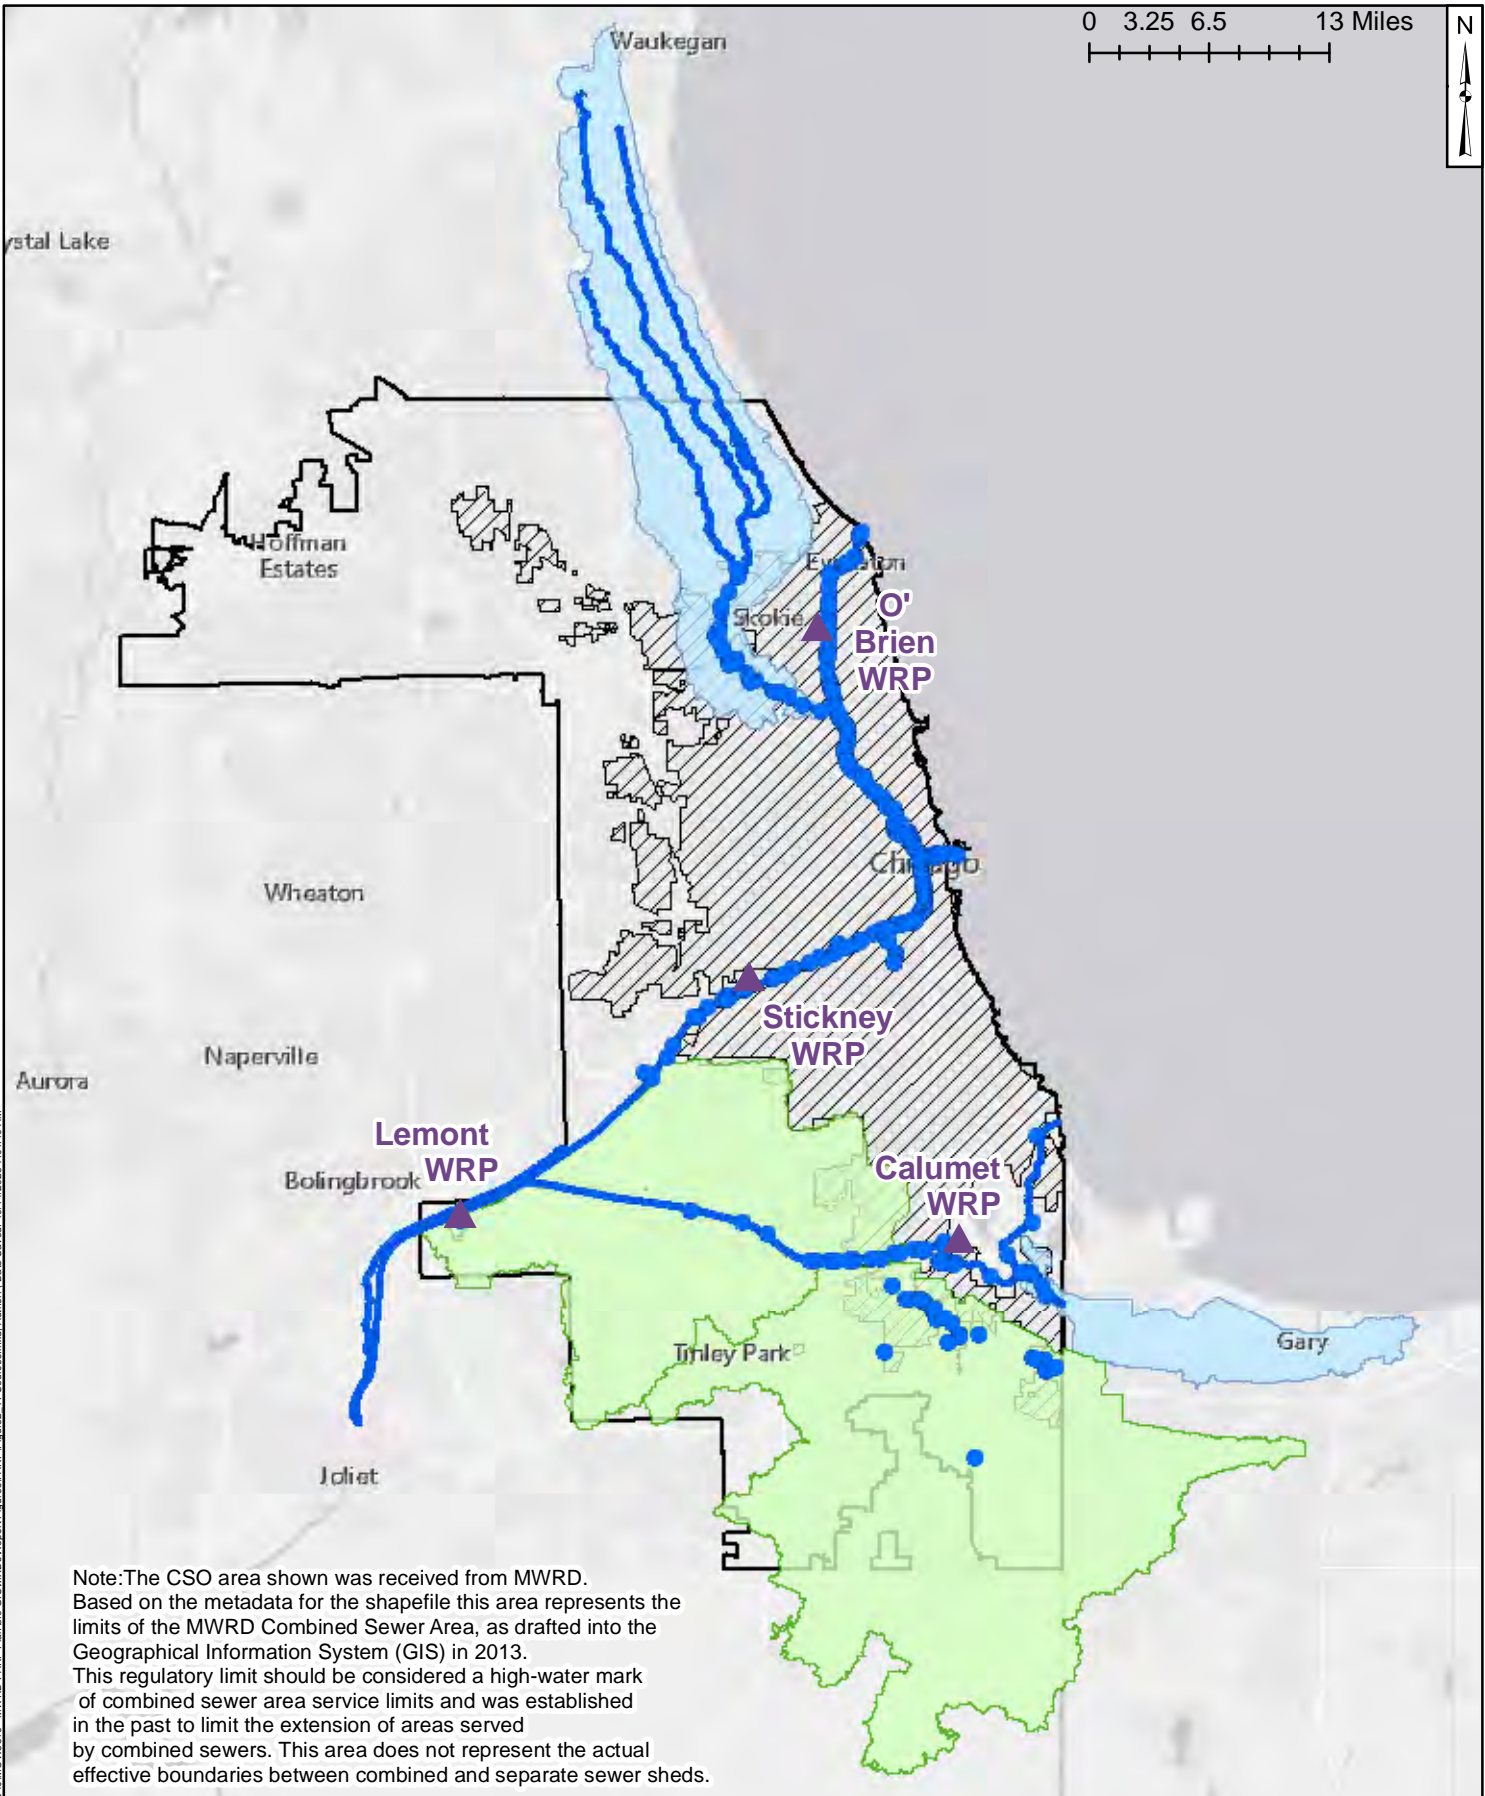 0 3.25 6.5 13 Miles
N
Waukegan
ystal Lake
Hoffman
Estates
Evanston
Skokie
O'
Brien
WRP
Chicago
Wheaton
Stickney
WRP
Naperville
Aurora
Lemont
WRP
Bolingbrook
Calumet
WRP
Tinley Park
Gary
Joliet
Note:The CSO area shown was received from MWRD.
Based on the metadata for the shapefile this area represents the
limits of the MWRD Combined Sewer Area, as drafted into the
Geographical Information System (GIS) in 2013.
This regulatory limit should be considered a high-water mark
of combined sewer area service limits and was established
in the past to limit the extension of areas served
by combined sewers. This area does not represent the actual
effective boundaries between combined and separate sewer sheds.